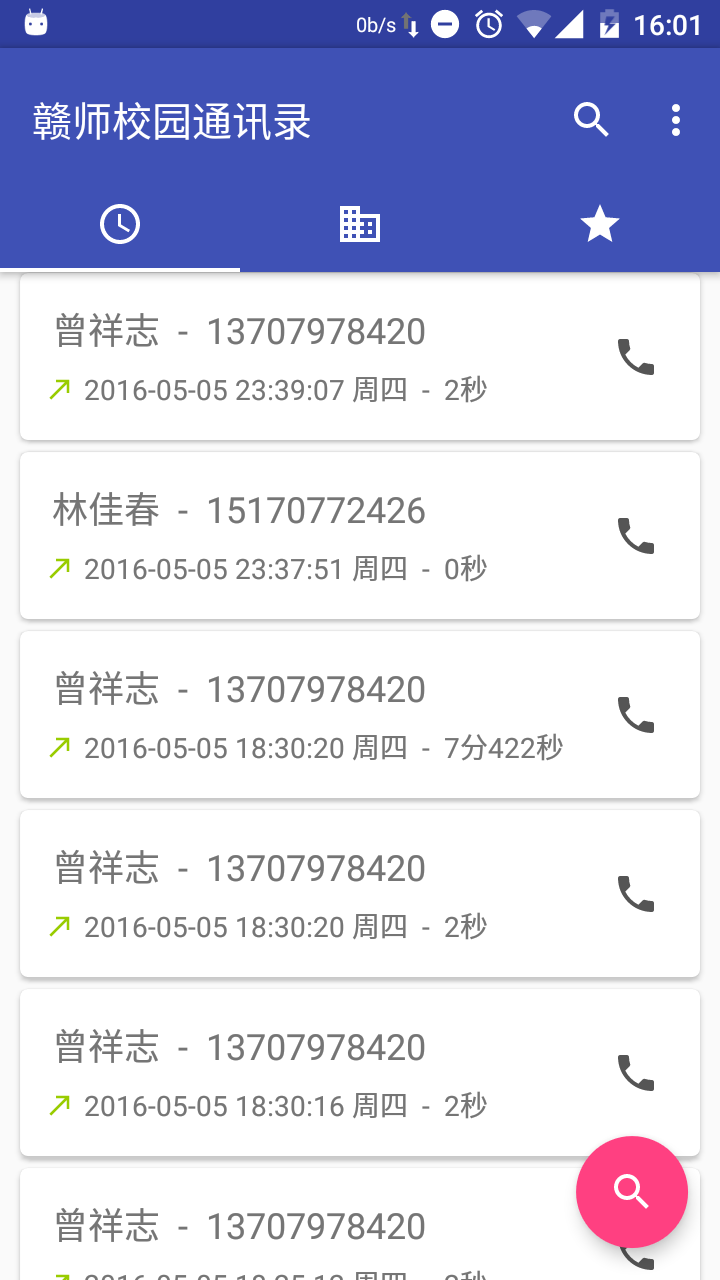 0b/s 16:01
赣师校园通讯录
曾祥志 - 13707978420
2016-05-05 23:39:07 周四 - 2秒
林佳春 - 15170772426
2016-05-05 23:37:51 周四 - 0秒
曾祥志 - 13707978420
2016-05-05 18:30:20 周四 - 7分422秒
曾祥志 - 13707978420
2016-05-05 18:30:20 周四 - 2秒
曾祥志 - 13707978420
2016-05-05 18:30:16 周四 - 2秒
曾祥志 - 13707978420